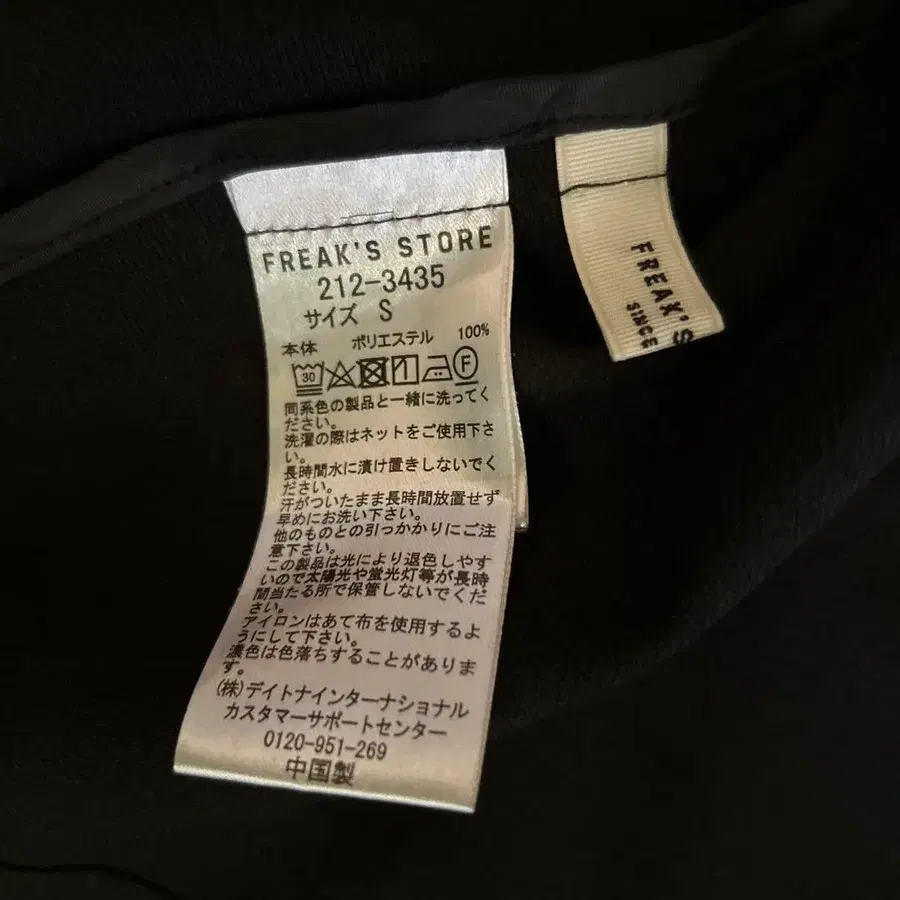 FREAK'S STORE
212-3435
サイズ S
本体 ポリエステル 100%
30 F
同系色の製品と一緒に洗ってく
ださい。
洗濯の際はネットをご使用下さ
い。
長時間水に漬け置きしないでく
ださい。
汗がついたまま長時間放置せず
早めにお洗い下さい。
他のものとの引っかかりにご注
意下さい。
この製品は光により退色しやす
いので太陽光や蛍光灯等が長時
間当たる所で保管しないでくだ
さい。
アイロンはあて布を使用するよ
うにして下さい。
濃色は色落ちすることがありま
す。
(株)デイトナインターナショナル
カスタマーサポートセンター
0120-951-269
中国製
FREAK'S
SINCE